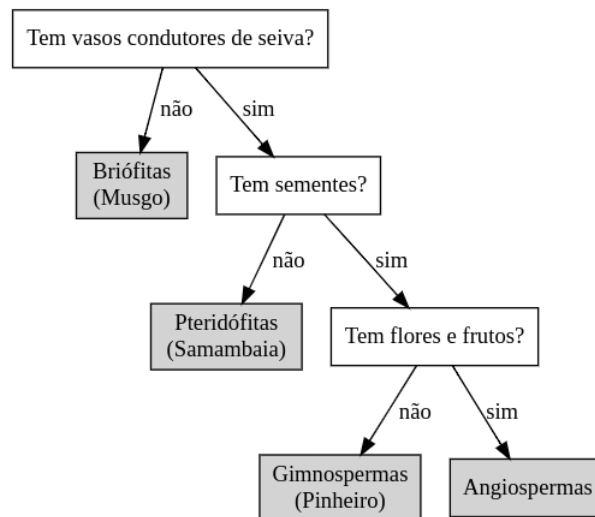 Tem vasos condutores de seiva?
não
sim
Briófitas
(Musgo)
Tem sementes?
não
sim
Pteridófitas
(Samambaia)
Tem flores e frutos?
não
sim
Gimnospermas
(Pinheiro)
Angiospermas